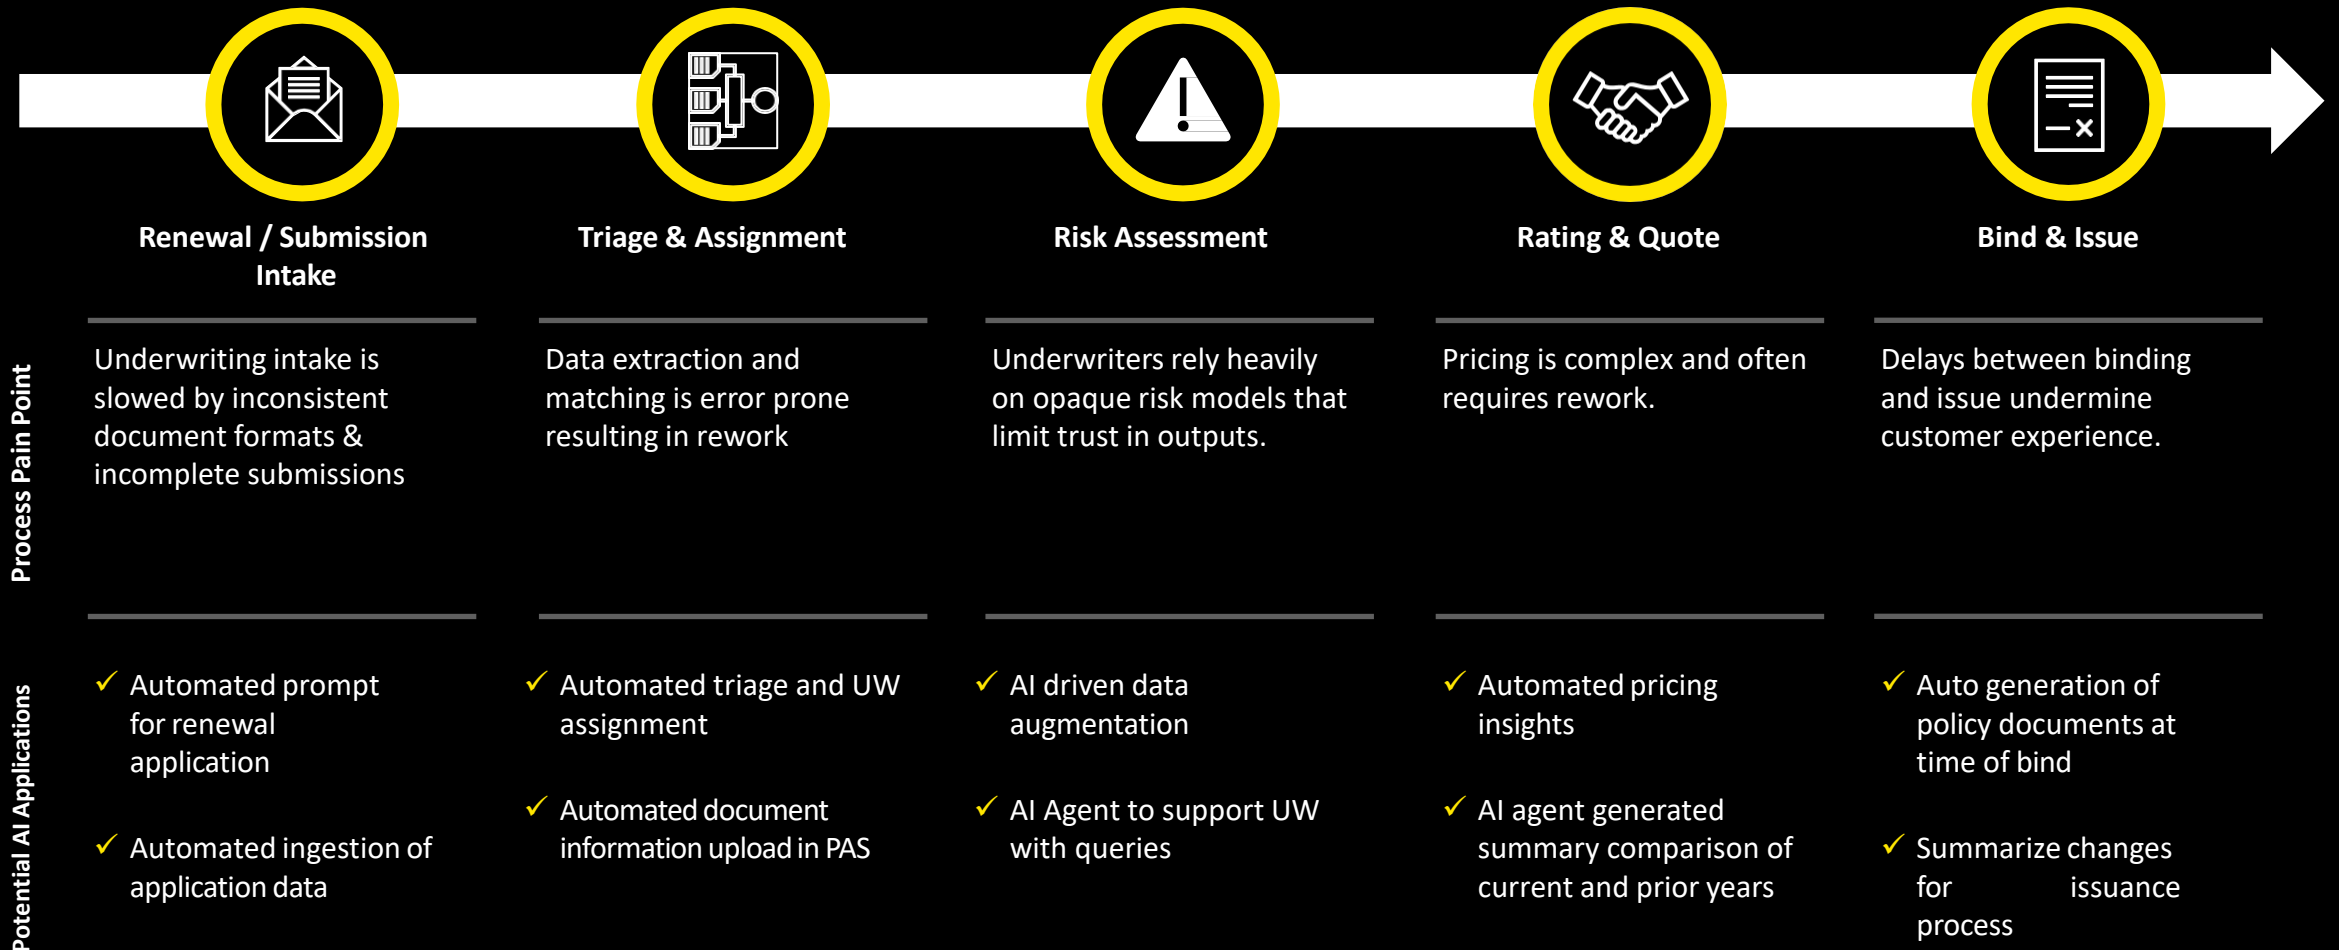 Renewal / Submission
Intake
Triage & Assignment
Risk Assessment
Rating & Quote
Bind & Issue
Process Pain Point
Underwriting intake is
slowed by inconsistent
document formats &
incomplete submissions
Data extraction and
matching is error prone
resulting in rework
Underwriters rely heavily
on opaque risk models that
limit trust in outputs.
Pricing is complex and often
requires rework.
Delays between binding
and issue undermine
customer experience.
Potential AI Applications
✓ Automated prompt
for renewal
application
✓ Automated ingestion of
application data
✓ Automated triage and UW
assignment
✓ Automated document
information upload in PAS
✓ AI driven data
augmentation
✓ AI Agent to support UW
with queries
✓ Automated pricing
insights
✓ AI agent generated
summary comparison of
current and prior years
✓ Auto generation of
policy documents at
time of bind
✓ Summarize changes
for issuance
process